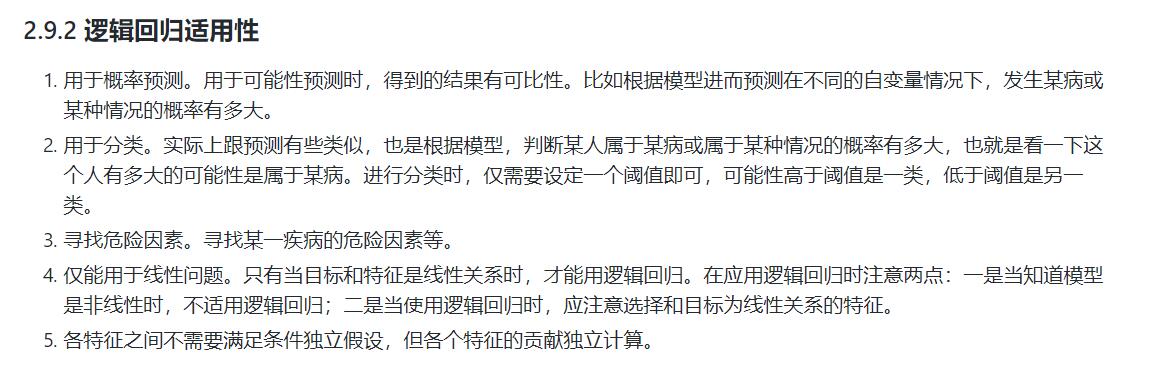 2.9.2 逻辑回归适用性
1. 用于概率预测。用于可能性预测时，得到的结果有可比性。比如根据模型进而预测在不同的自变量情况下，发生某病或
某种情况的概率有多大。
2. 用于分类。实际上跟预测有些类似，也是根据模型，判断某人属于某病或属于某种情况的概率有多大，也就是看一下这
个人有多大的可能性是属于某病。进行分类时，仅需要设定一个阈值即可，可能性高于阈值是一类，低于阈值是另一
类。
3. 寻找危险因素。寻找某一疾病的危险因素等。
4. 仅能用于线性问题。只有当目标和特征是线性关系时，才能用逻辑回归。在应用逻辑回归时注意两点：一是当知道模型
是非线性时，不适用逻辑回归；二是当使用逻辑回归时，应注意选择和目标为线性关系的特征。
5. 各特征之间不需要满足条件独立假设，但各个特征的贡献独立计算。